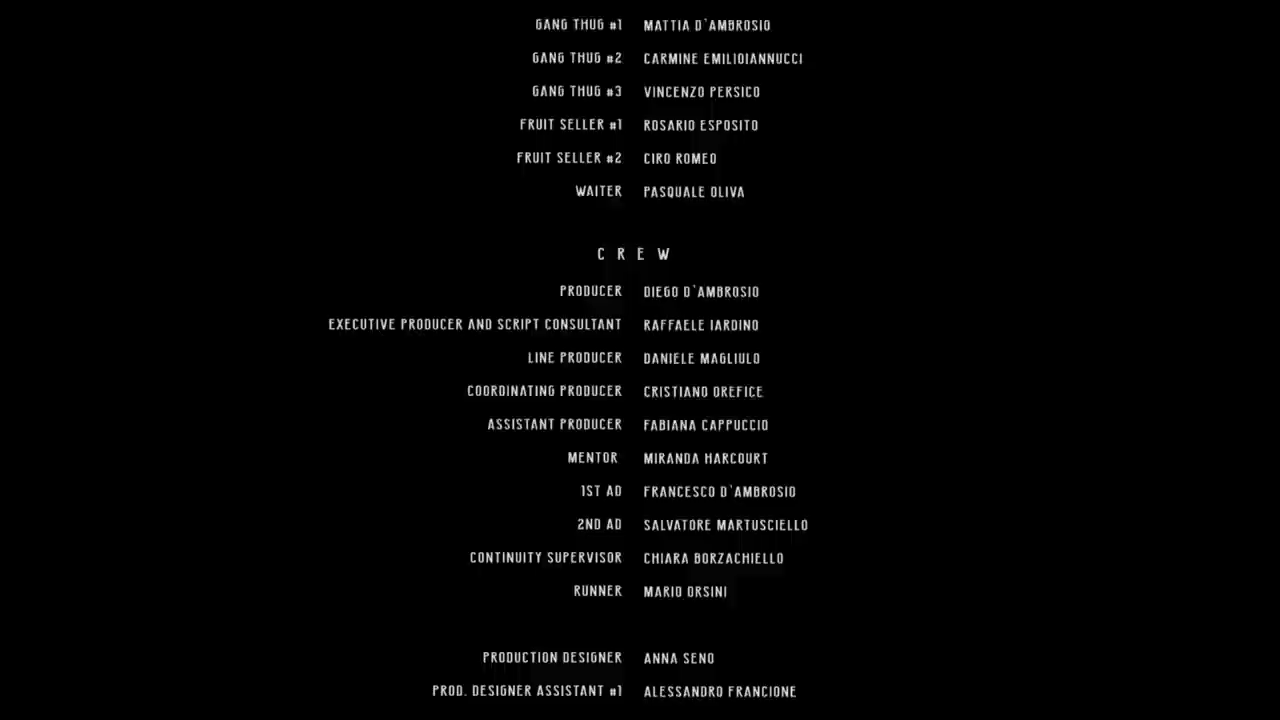 GANG THUG #1 MATTIA D'AMBROSIO
GANG THUG #2 CARMINE EMILIOIANNUCCI
GANG THUG #3 VINCENZO PERSICO
FRUIT SELLER #1 ROSARIO ESPOSITO
FRUIT SELLER #2 CIRO ROMEO
WAITER PASQUALE OLIVA
CREW
PRODUCER DIEGO D'AMBROSIO
EXECUTIVE PRODUCER AND SCRIPT CONSULTANT RAFFAELE IARDINO
LINE PRODUCER DANIELE MAGLIULO
COORDINATING PRODUCER CRISTIANO OREFICE
ASSISTANT PRODUCER FABIANA CAPPUCCIO
MENTOR MIRANDA HARCOURT
1ST AD FRANCESCO D'AMBROSIO
2ND AD SALVATORE MARTUSCIELLO
CONTINUITY SUPERVISOR CHIARA BORZACHIELLO
RUNNER MARIO ORSINI
PRODUCTION DESIGNER ANNA SENO
PROD. DESIGNER ASSISTANT #1 ALESSANDRO FRANCIONE